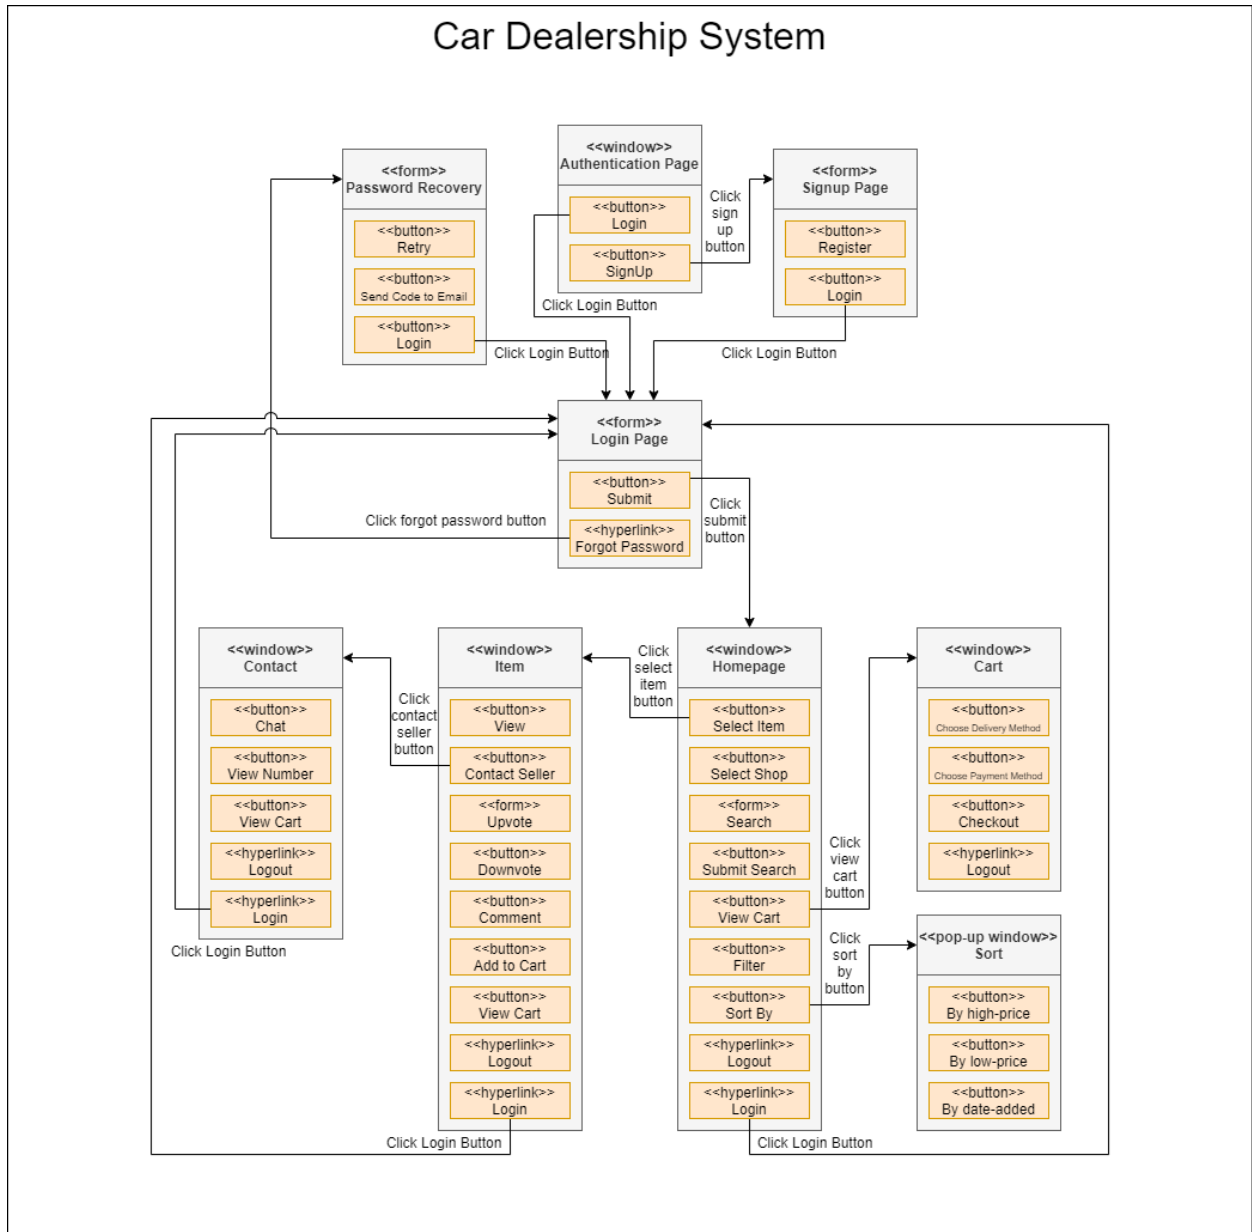 Car Dealership System
<<window>>
Authentication Page
<<button>>
Login
<<button>>
SignUp
<<form>>
Password Recovery
<<button>>
Retry
<<button>>
Send Code to Email
<<button>>
Login
<<form>>
Signup Page
<<button>>
Register
<<button>>
Login
Click
sign
up
button
Click Login Button
Click Login Button
Click Login Button
<<form>>
Login Page
<<button>>
Submit
<<hyperlink>>
Forgot Password
Click forgot password button
Click
submit
button
<<window>>
Contact
<<button>>
Chat
<<button>>
View Number
<<button>>
View Cart
<<hyperlink>>
Logout
<<hyperlink>>
Login
Click Login Button
Click
contact
seller
button
<<window>>
Item
<<button>>
View
<<button>>
Contact Seller
<<form>>
Upvote
<<button>>
Downvote
<<button>>
Comment
<<button>>
Add to Cart
<<button>>
View Cart
<<hyperlink>>
Logout
<<hyperlink>>
Login
Click Login Button
Click
select
item
button
<<window>>
Homepage
<<button>>
Select Item
<<button>>
Select Shop
<<form>>
Search
<<button>>
Submit Search
<<button>>
View Cart
<<button>>
Filter
<<button>>
Sort By
<<hyperlink>>
Logout
<<hyperlink>>
Login
Click Login Button
Click
view
cart
button
Click
sort
by
button
<<window>>
Cart
<<button>>
Choose Delivery Method
<<button>>
Choose Payment Method
<<button>>
Checkout
<<hyperlink>>
Logout
<<pop-up window>>
Sort
<<button>>
By high-price
<<button>>
By low-price
<<button>>
By date-added